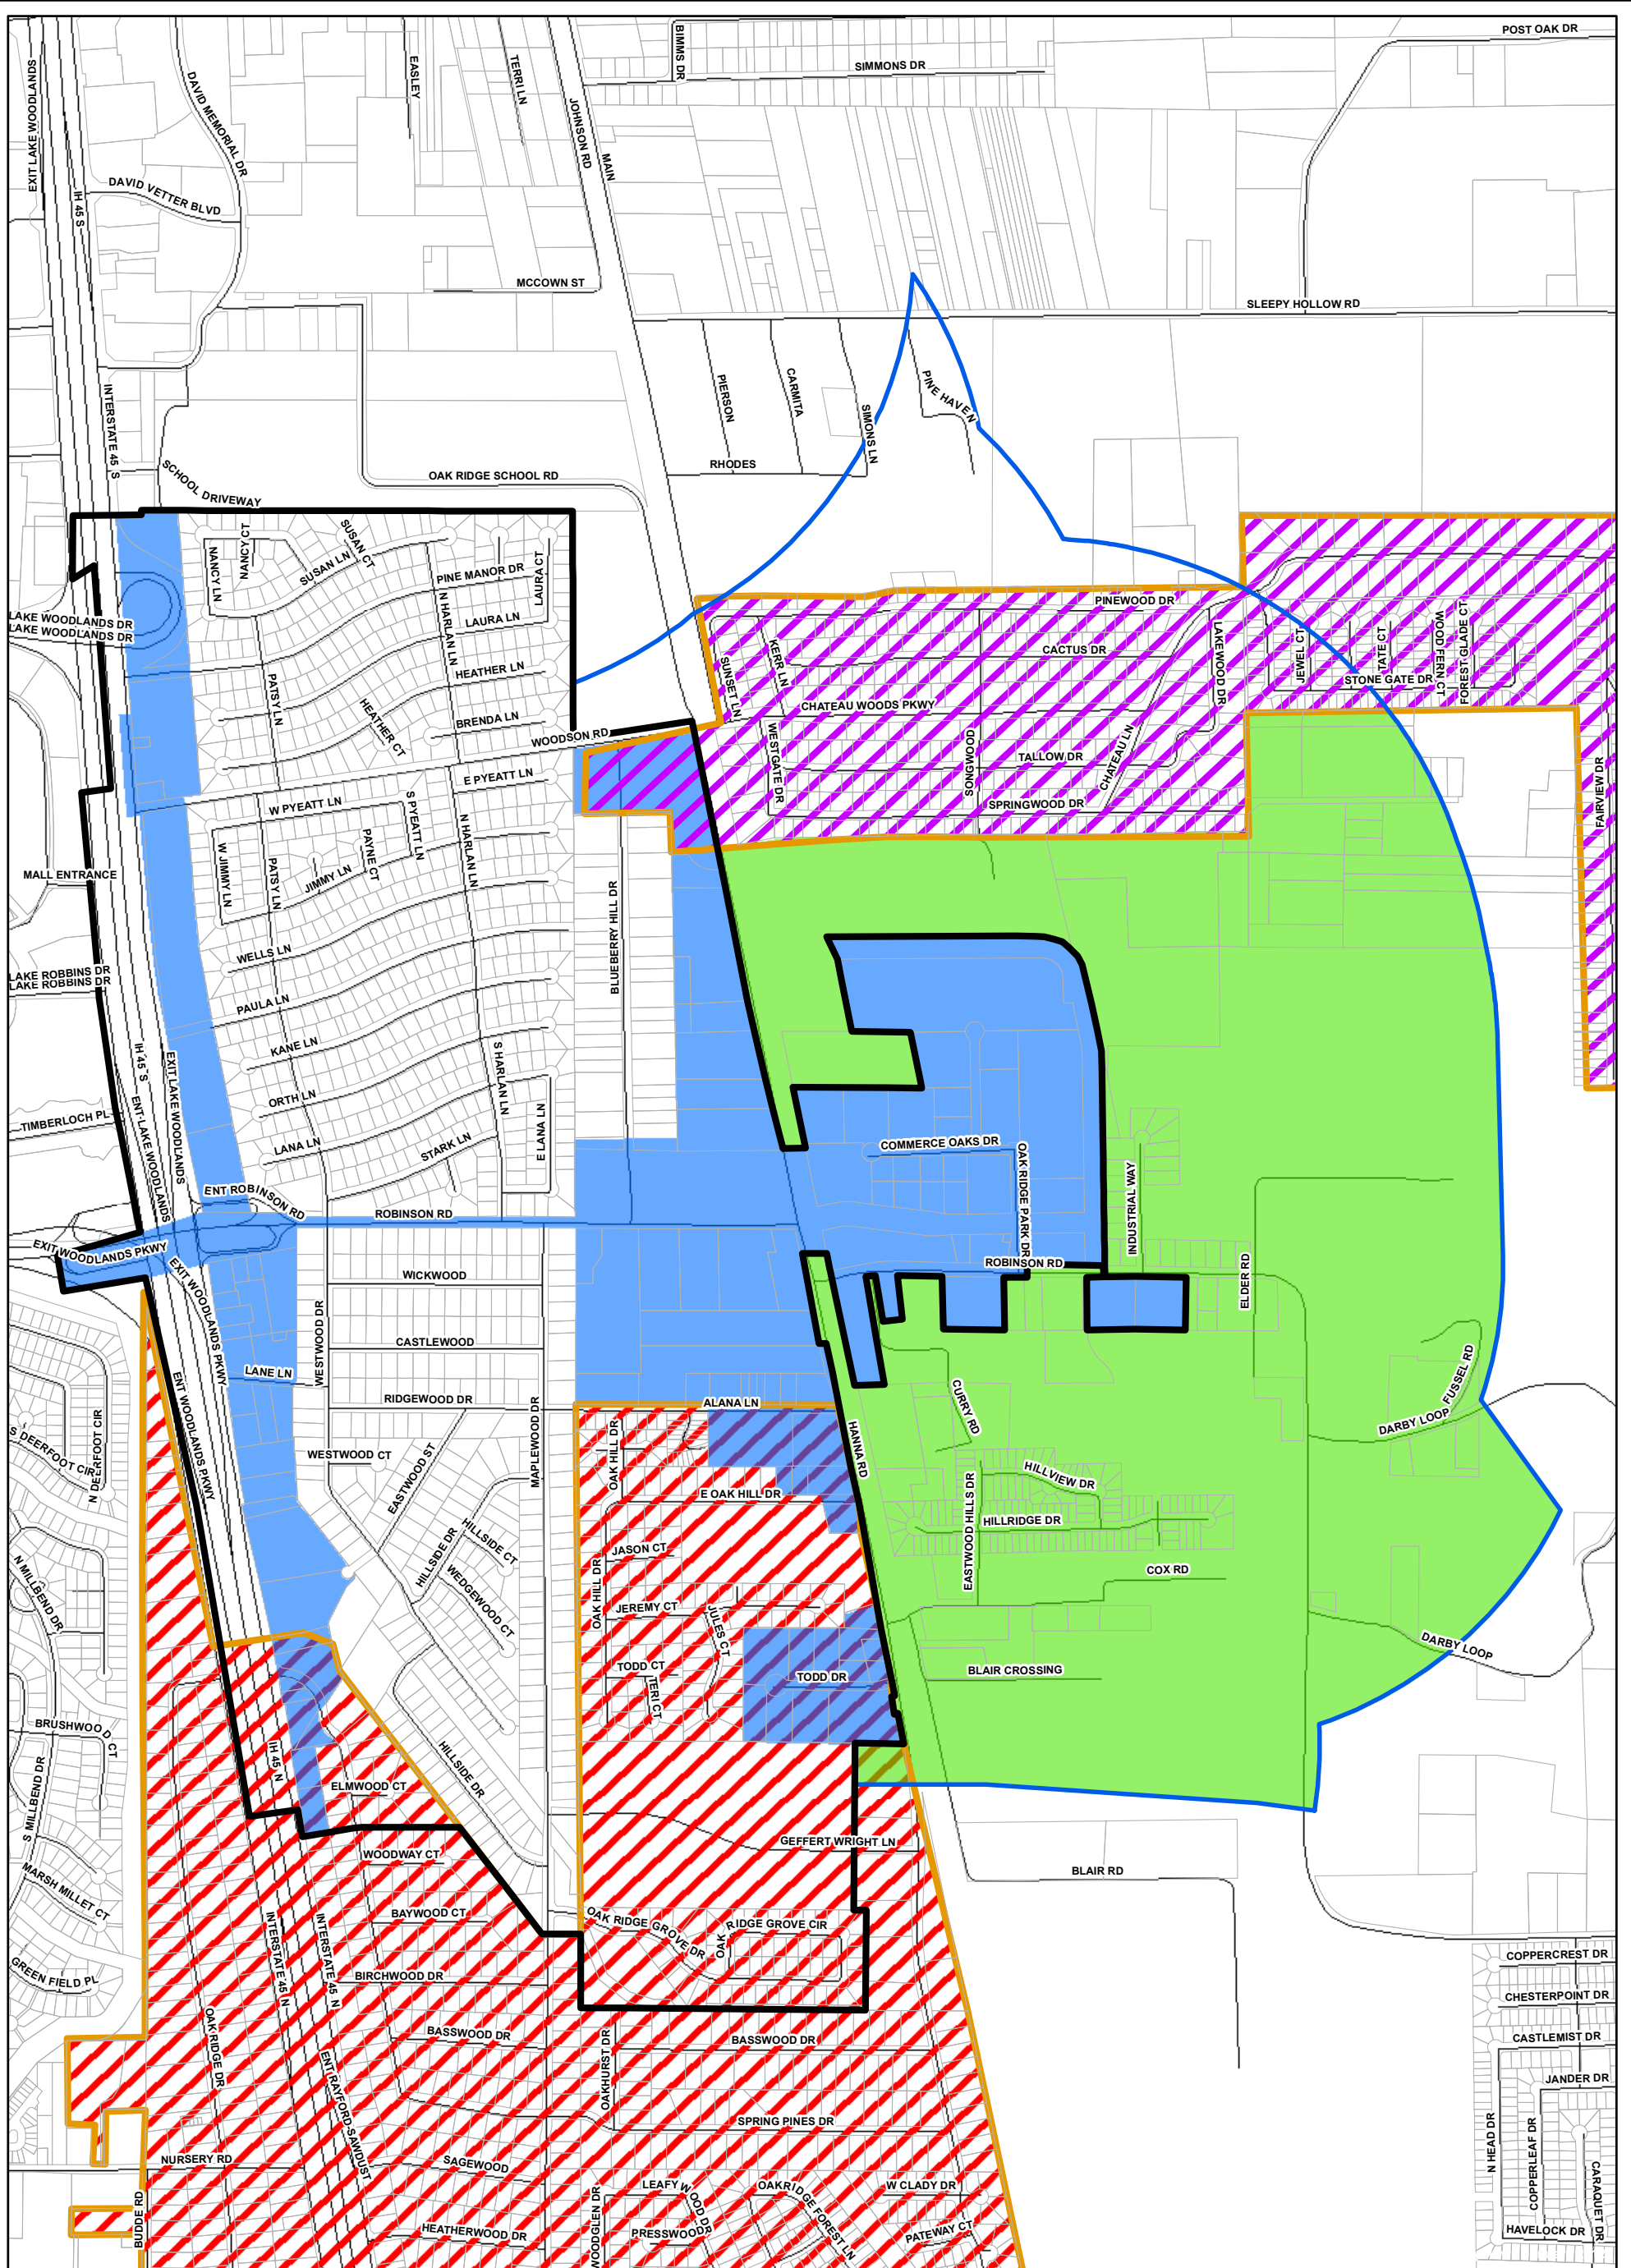 POST OAK DR
BIMMS DR
SIMMONS DR
EXIT LAKE WOODLANDS
DAVID MEMORIAL DR
EASLEY
TERRI LN
JOHNSON RD
MAIN
IH 45 S
DAVID VETTER BLVD
MCCOWN ST
SLEEPY HOLLOW RD
PIERSON
CARMITA
SIMONS LN
PINE HAVEN
INTERSTATE 45 S
SCHOOL DRIVEWAY
OAK RIDGE SCHOOL RD
RHODES
NANCY LN
NANCY CT
SUSAN CT
SUSAN LN
PINE MANOR DR
LAURA CT
N HARLAN LN
LAURA LN
LAKE WOODLANDS DR
LAKE WOODLANDS DR
PINEWOOD DR
KERR LN
CACTUS DR
SUNSET LN
LAKEWOOD DR
JEWEL CT
TATE CT
WOOD FERN CT
FOREST GLADE CT
STONE GATE DR
HEATHER LN
PATSY LN
HEATHER CT
BRENDA LN
WOODSON RD
CHATEAU WOODS PKWY
WESTGATE DR
SONGWOOD
TALLOW DR
CHATEAU LN
SPRINGWOOD DR
FAIRVIEW DR
E PYEATT LN
W PYEATT LN
S PYEATT LN
N HARLAN LN
W JIMMY LN
PATSY LN
JIMMY LN
PAYNE CT
MALL ENTRANCE
BLUEBERRY HILL DR
WELLS LN
LAKE ROBBINS DR
LAKE ROBBINS DR
PAULA LN
KANE LN
IH 45 S
EXIT LAKE WOODLANDS
ENT LAKE WOODLANDS
S HARLAN LN
ORTH LN
TIMBERLOCH PL
LANA LN
STARK LN
E LANA LN
COMMERCE OAKS DR
OAK RIDGE PARK DR
INDUSTRIAL WAY
ENT ROBINSON RD
ROBINSON RD
EXIT WOODLANDS PKWY
EXIT WOODLANDS PKWY
ROBINSON RD
ELDER RD
WICKWOOD
WESTWOOD DR
CASTLEWOOD
LANE LN
RIDGEWOOD DR
ALANA LN
FUSSEL RD
DARBY LOOP
CURRY RD
HANNA RD
ENT WOODLANDS PKWY
S DEERFOOT CIR
N DEERFOOT CIR
WESTWOOD CT
EASTWOOD ST
MAPLEWOOD DR
OAK HILL DR
E OAK HILL DR
HILLVIEW DR
HILLRIDGE DR
EASTWOOD HILLS DR
HILLSIDE DR
HILLSIDE CT
WEDGEWOOD CT
JASON CT
OAK HILL DR
COX RD
N MILLBEND DR
JEREMY CT
JULES CT
DARBY LOOP
TODD CT
TERI CT
TODD DR
BLAIR CROSSING
BRUSHWOOD CT
S MILLBEND DR
IH 45 N
HILLSIDE DR
ELMWOOD CT
GEFFERT WRIGHT LN
WOODWAY CT
BLAIR RD
MARSH MILLET CT
BAYWOOD CT
OAK RIDGE GROVE DR
OAK RIDGE GROVE CIR
INTERSTATE 45 N
INTERSTATE 45 N
GREEN FIELD PL
BIRCHWOOD DR
COPPERCREST DR
CHESTERPOINT DR
OAK RIDGE DR
BASSWOOD DR
BASSWOOD DR
CASTLEMIST DR
OAKHURST DR
JANDER DR
ENT RAYFORD SAWDUST
SPRING PINES DR
N HEAD DR
COPPERLEAF DR
CARAQUET DR
NURSERY RD
SAGEWOOD
LEAFYWOOD DR
OAKRIDGE FOREST LN
W CLADY DR
BUDDE RD
HEATHERWOOD DR
WOODGLEN DR
PRESSWOOD
PATEWAY CT
HAVELOCK DR